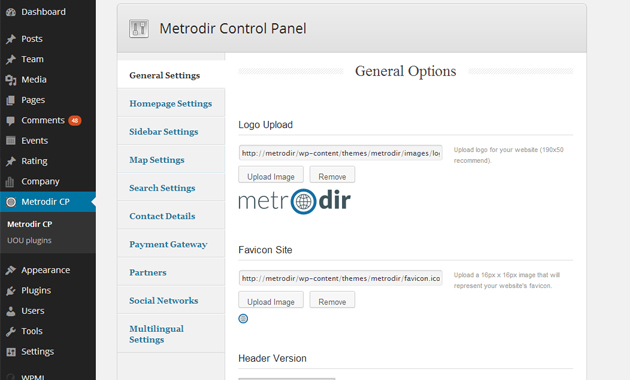 Dashboard
Posts
Team
Media
Pages
Comments 48
Events
Rating
Company
Metrodir CP
Metrodir CP
UOU plugins
Appearance
Plugins
Users
Tools
Settings
WPML
Metrodir Control Panel
General Settings
Homepage Settings
Sidebar Settings
Map Settings
Search Settings
Contact Details
Payment Gateway
Partners
Social Networks
Multilingual
Settings
General Options
Logo Upload
http://metrodir/wp-content/themes/metrodir/images/lo
Upload logo for your website (190x50
recommend).
Upload Image Remove
metrodir
Favicon Site
http://metrodir/wp-content/themes/metrodir/favicon.ico
Upload a 16px x 16px image that will
represent your website's favicon.
Upload Image Remove
Header Version